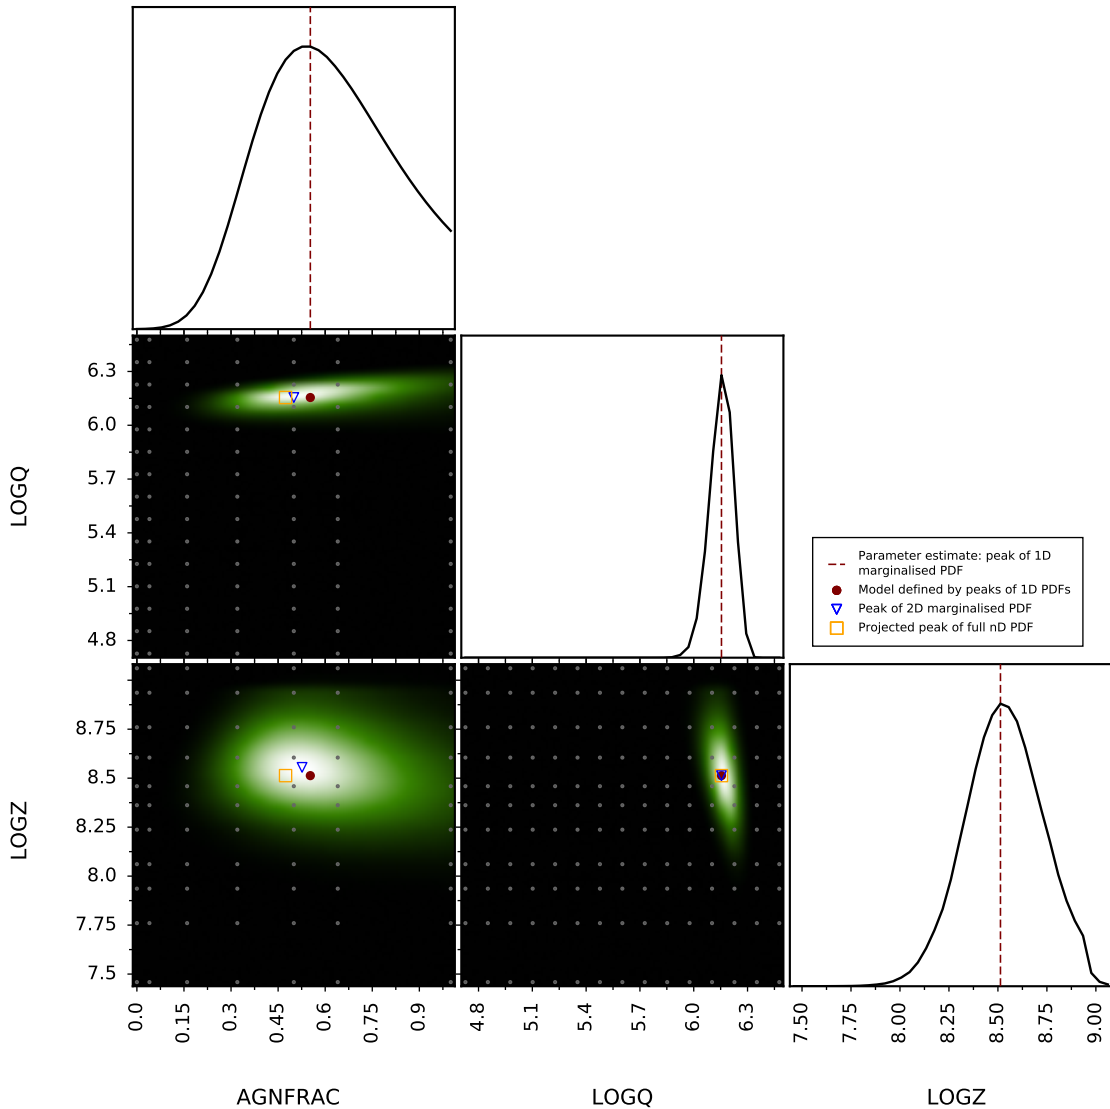 6.3
6.0
5.7
5.4
5.1
4.8
LOGQ
Parameter estimate: peak of 1D
marginalised PDF
Model defined by peaks of 1D PDFs
Peak of 2D marginalised PDF
Projected peak of full nD PDF
8.75
8.5
8.25
8.0
7.75
7.5
LOGZ
0.0 0.15 0.3 0.45 0.6 0.75 0.9
4.8 5.1 5.4 5.7 6.0 6.3
7.50 7.75 8.00 8.25 8.50 8.75 9.00
AGNFRAC LOGQ LOGZ